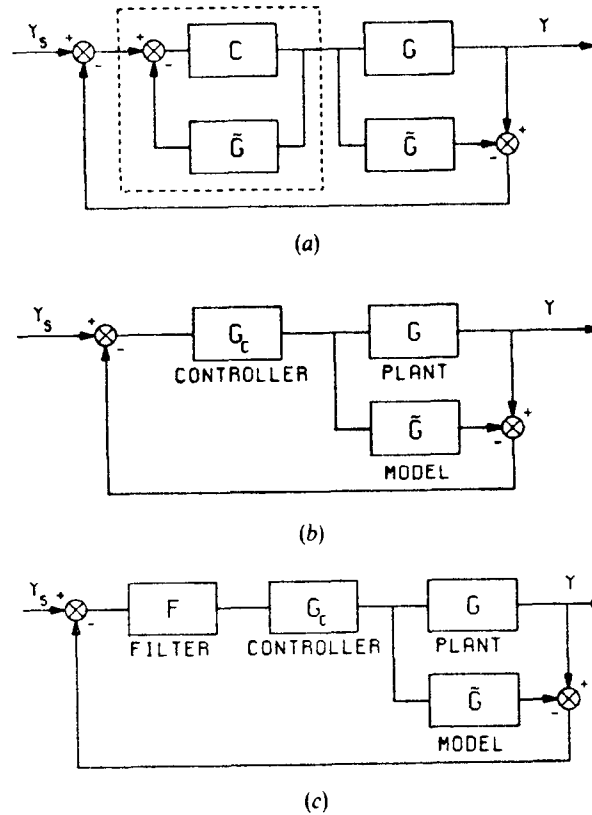 Y_s + - + - C G Y
G̃ G̃ + -
(a)
Y_s + - G_c G Y
CONTROLLER PLANT
G̃ + -
MODEL
(b)
Y_s + - F G_c G Y
FILTER CONTROLLER PLANT
G̃ + -
MODEL
(c)